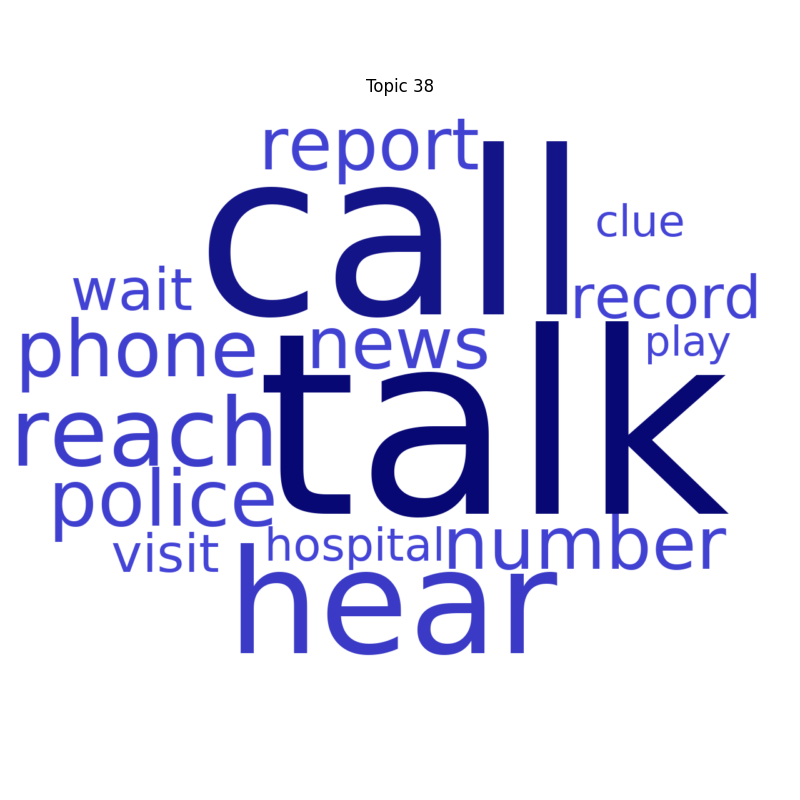 Topic 38
report
call
clue
wait
record
phone
news
play
talk
reach
police
visit
hospital
number
hear